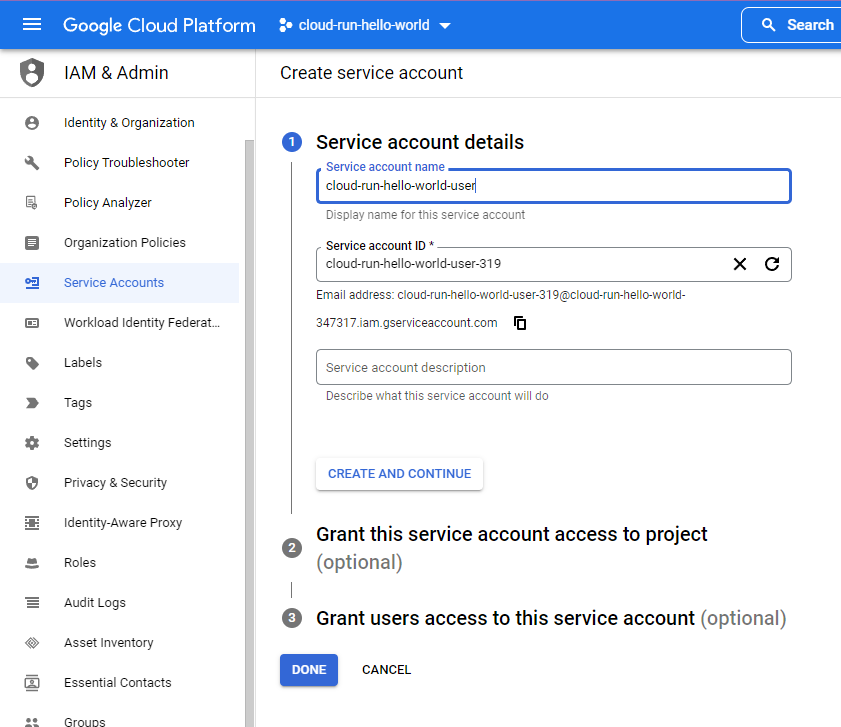 Google Cloud Platform
cloud-run-hello-world
Search
IAM & Admin
Create service account
Identity & Organization
Policy Troubleshooter
Policy Analyzer
Organization Policies
Service Accounts
Workload Identity Federat...
Labels
Tags
Settings
Privacy & Security
Identity-Aware Proxy
Roles
Audit Logs
Asset Inventory
Essential Contacts
Groups
1
Service account details
Service account name
cloud-run-hello-world-user
Display name for this service account
Service account ID *
cloud-run-hello-world-user-319
Email address: cloud-run-hello-world-user-319@cloud-run-hello-world-
347317.iam.gserviceaccount.com
Service account description
Describe what this service account will do
CREATE AND CONTINUE
2
Grant this service account access to project
(optional)
3
Grant users access to this service account (optional)
DONE
CANCEL